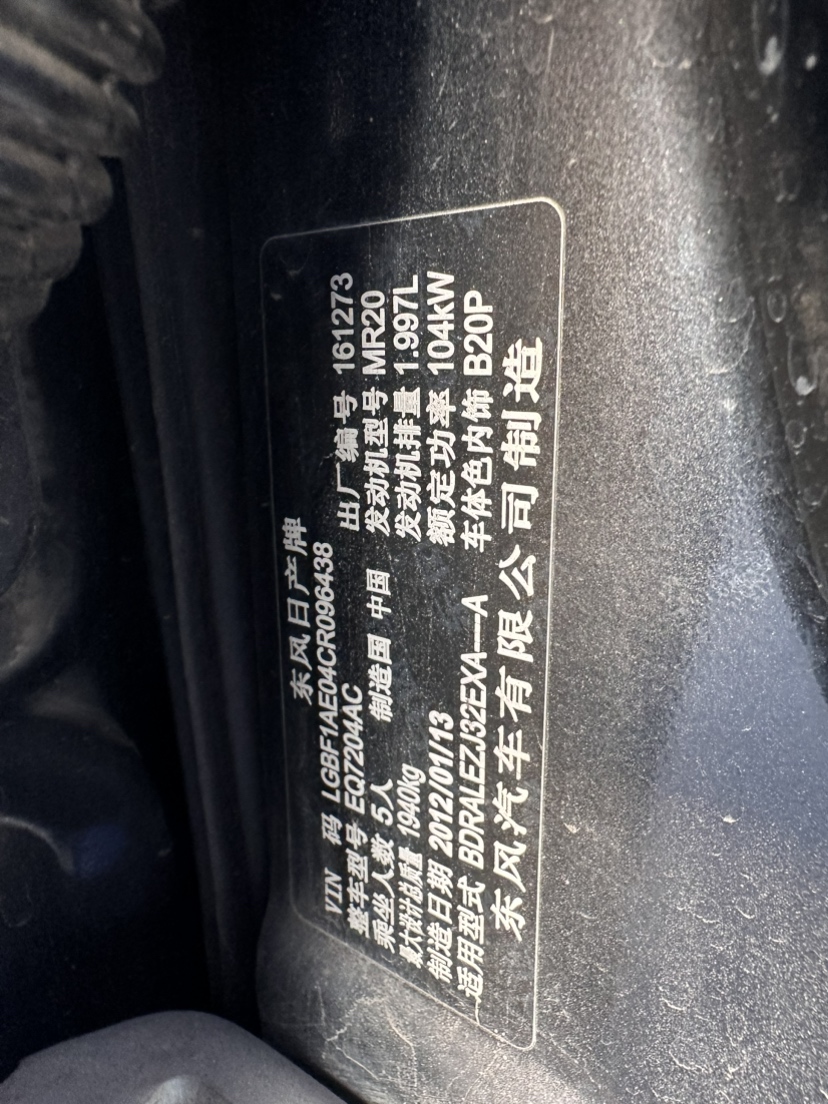 东风日产牌
VIN 码 LGBF1AE04CR096438 出厂编号 161273
整车型号 EQ7204AC 发动机型号 MR20
乘坐人数 5人 制造国 中国 发动机排量 1.997L
最大设计总质量 1940kg 额定功率 104kW
制造日期 2012/01/13 车体色内饰 B20P
适用型式 BDRALEZJ32EXA—A
东风汽车有限公司制造